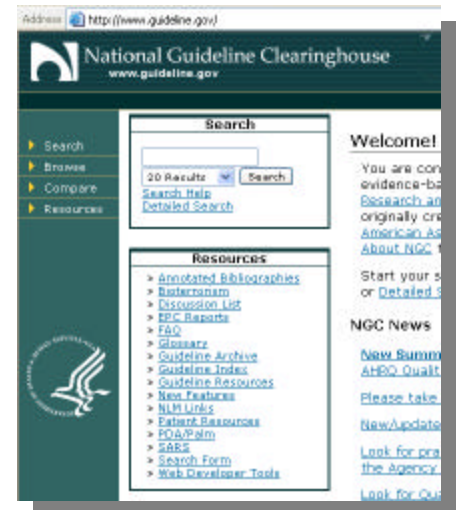 Address http://www.guideline.gov/
National Guideline Clearinghouse
www.guideline.gov
Search
Browse
Compare
Resources
Search
20 Results Search
Search Help
Detailed Search
Resources
» Annotated Bibliographies
» Bioterrorism
» Discussion List
» EPC Reports
» FAQ
» Glossary
» Guideline Archive
» Guideline Index
» Guideline Resources
» New Features
» NLM Links
» Patient Resources
» PDA/Palm
» SARS
» Search Form
» Web Developer Tools
Welcome!
You are con
evidence-ba
Research an
originally cre
American As
About NGC
Start your s
or Detailed S
NGC News
New Summ
AHRQ Qualit
Please take
New/update
Look for pra
the Agency
Look for Qua